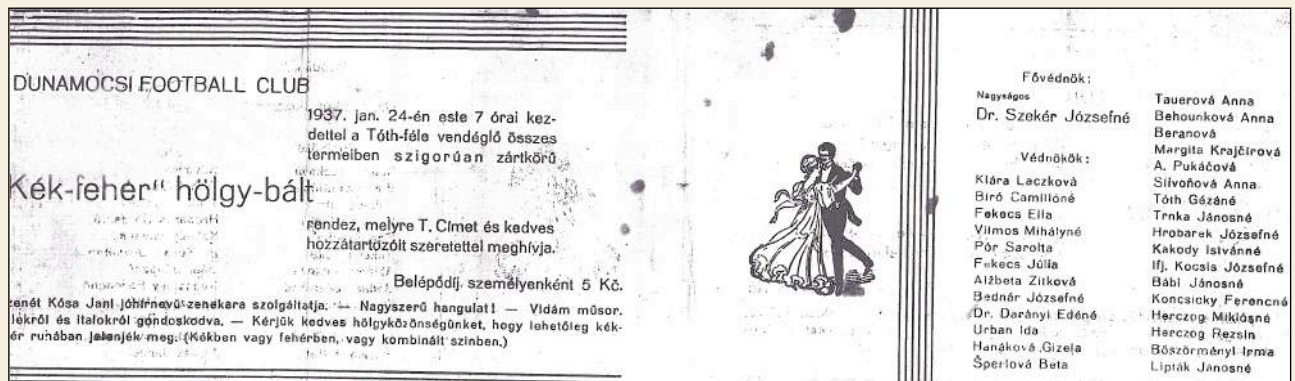 DUNAMOCSI FOOTBALL CLUB
1937. jan. 24-én este 7 órai kez-
dettel a Tóth-féle vendéglő összes
termeiben szigorúan zártkörű
Kék-fehér" hölgy-bált
rendez, melyre T. Címet és kedves
hozzátartozóit szeretettel meghívja.
Belépődíj személyenként 5 Kč.
zenét Kósa Jani jóhírnevű zenekara szolgáltatja. — Nagyszerű hangulat! — Vidám műsor.
lekről és italokról gondoskodva. — Kérjük kedves hölgyközönségünket, hogy lehetőleg kék-
ér ruhában jelenjék meg. (Kékben vagy fehérben, vagy kombinált szinben.)
Fővédnök:
Nagyságos
Dr. Szekér Józsefné
Védnökök:
Klára Laczková
Biró Camillóné
Fekecs Ella
Vilmos Mihályné
Pór Sarolta
Fekecs Júlia
Alžbeta Zitková
Bednár Józsefné
Dr. Darányi Edéné
Urban Ida
Hanáková Gizela
Šperlová Beta
Tauerová Anna
Behounková Anna
Beranová
Margita Krajčírová
A. Pukáčová
Silvoňová Anna
Tóth Gézáné
Trnka Jánosné
Hrobarek Józsefné
Kakody Istvánné
Ifj. Kocsis Józsefné
Bábi Jánosné
Koncsicky Ferencné
Herczog Miklósné
Herczog Rezsin
Böszörményi Irma
Lipták Jánosné